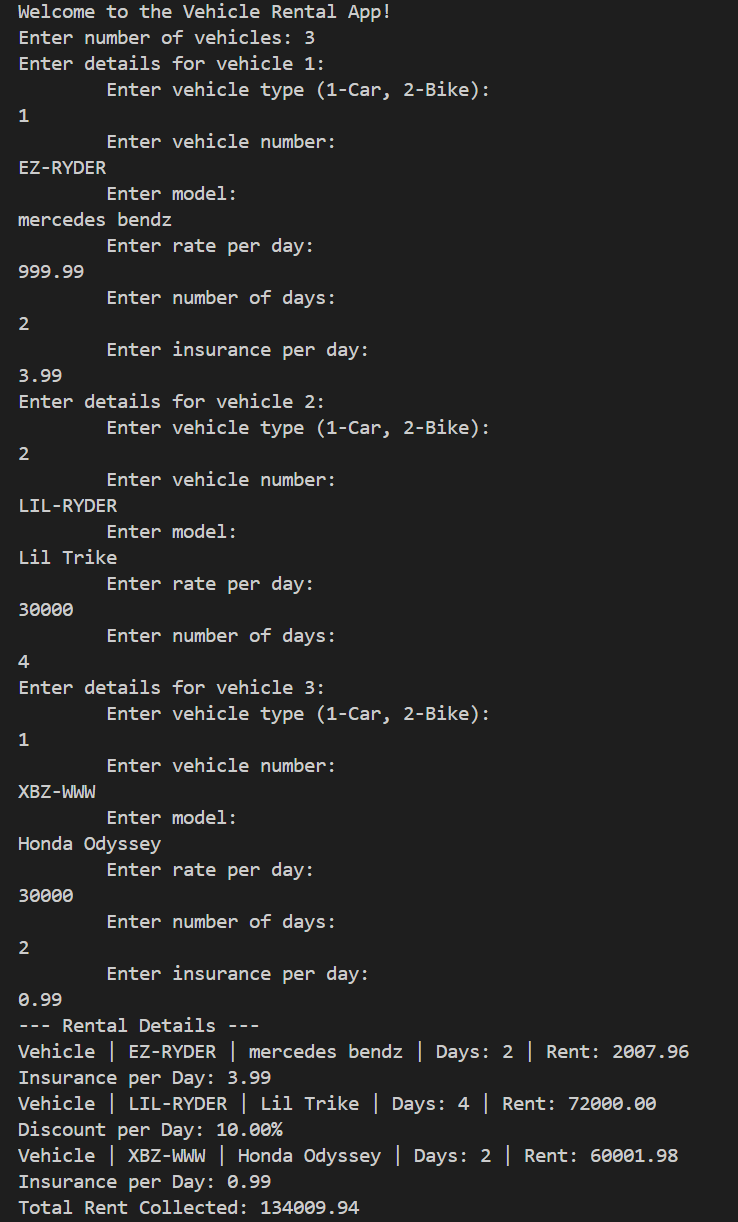 Welcome to the Vehicle Rental App!
Enter number of vehicles: 3
Enter details for vehicle 1:
        Enter vehicle type (1-Car, 2-Bike):
1
        Enter vehicle number:
EZ-RYDER
        Enter model:
mercedes bendz
        Enter rate per day:
999.99
        Enter number of days:
2
        Enter insurance per day:
3.99
Enter details for vehicle 2:
        Enter vehicle type (1-Car, 2-Bike):
2
        Enter vehicle number:
LIL-RYDER
        Enter model:
Lil Trike
        Enter rate per day:
30000
        Enter number of days:
4
Enter details for vehicle 3:
        Enter vehicle type (1-Car, 2-Bike):
1
        Enter vehicle number:
XBZ-WWW
        Enter model:
Honda Odyssey
        Enter rate per day:
30000
        Enter number of days:
2
        Enter insurance per day:
0.99
--- Rental Details ---
Vehicle | EZ-RYDER | mercedes bendz | Days: 2 | Rent: 2007.96
Insurance per Day: 3.99
Vehicle | LIL-RYDER | Lil Trike | Days: 4 | Rent: 72000.00
Discount per Day: 10.00%
Vehicle | XBZ-WWW | Honda Odyssey | Days: 2 | Rent: 60001.98
Insurance per Day: 0.99
Total Rent Collected: 134009.94